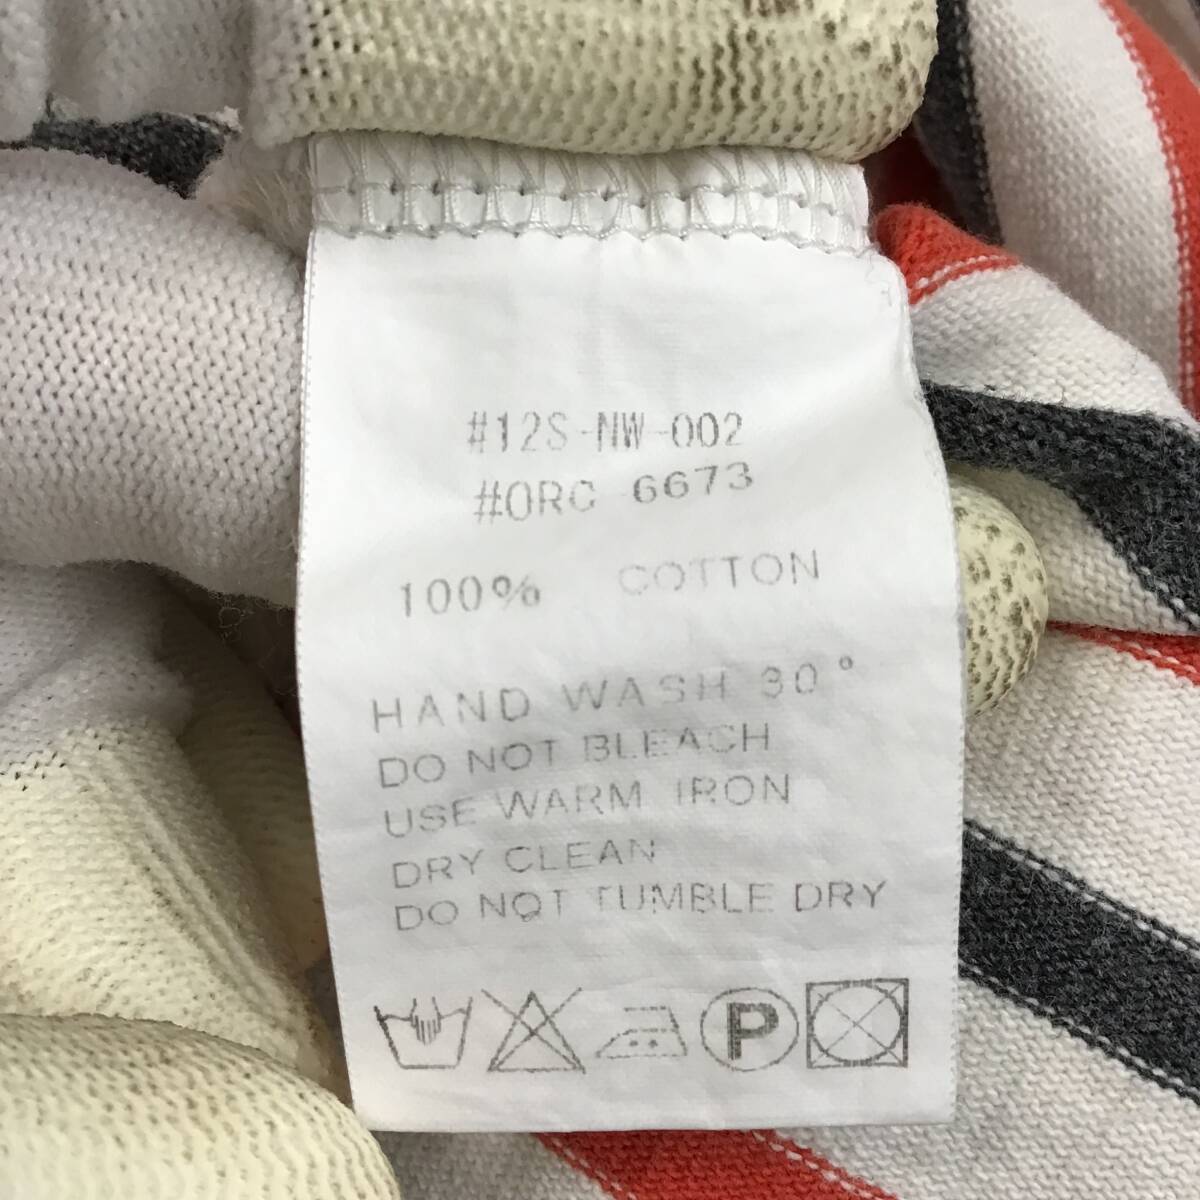 #12S-NW-002
#ORC 6673
100% COTTON
HAND WASH 30°
DO NOT BLEACH
USE WARM IRON
DRY CLEAN
DO NOT TUMBLE DRY
P